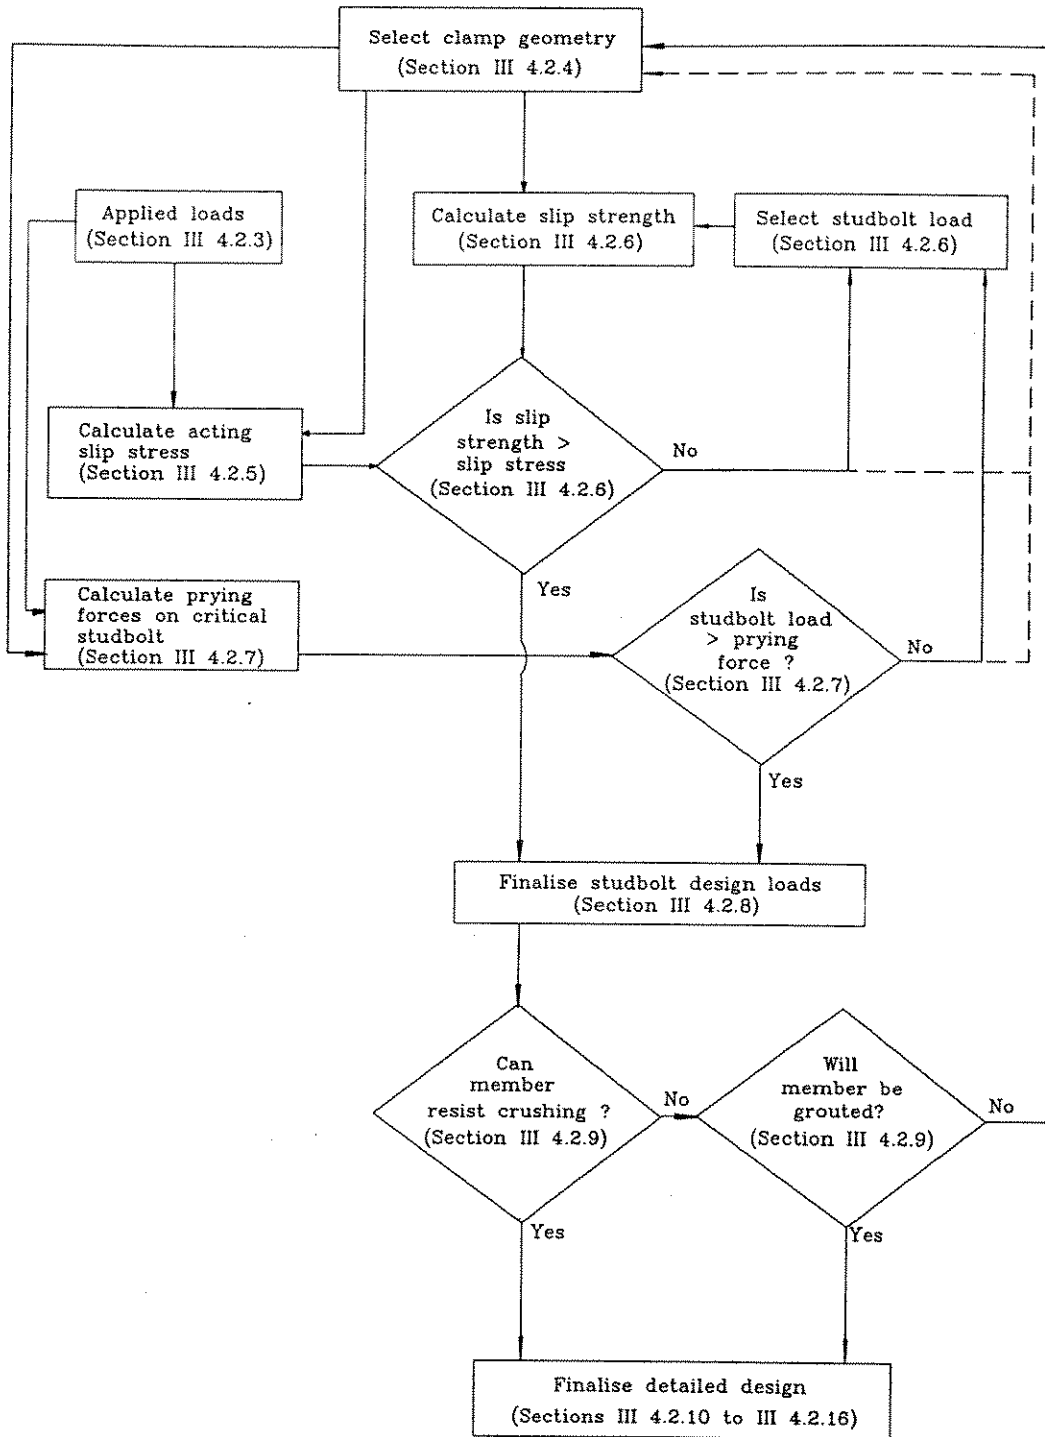 Select clamp geometry
(Section III 4.2.4)
Applied loads
(Section III 4.2.3)
Calculate slip strength
(Section III 4.2.6)
Select studbolt load
(Section III 4.2.6)
Calculate acting
slip stress
(Section III 4.2.5)
Is slip
strength >
slip stress
(Section III 4.2.6)
No
Yes
Calculate prying
forces on critical
studbolt
(Section III 4.2.7)
Is
studbolt load
> prying
force ?
(Section III 4.2.7)
No
Yes
Finalise studbolt design loads
(Section III 4.2.8)
Can
member
resist crushing ?
(Section III 4.2.9)
No
Yes
Will
member be
grouted?
(Section III 4.2.9)
No
Yes
Finalise detailed design
(Sections III 4.2.10 to III 4.2.16)